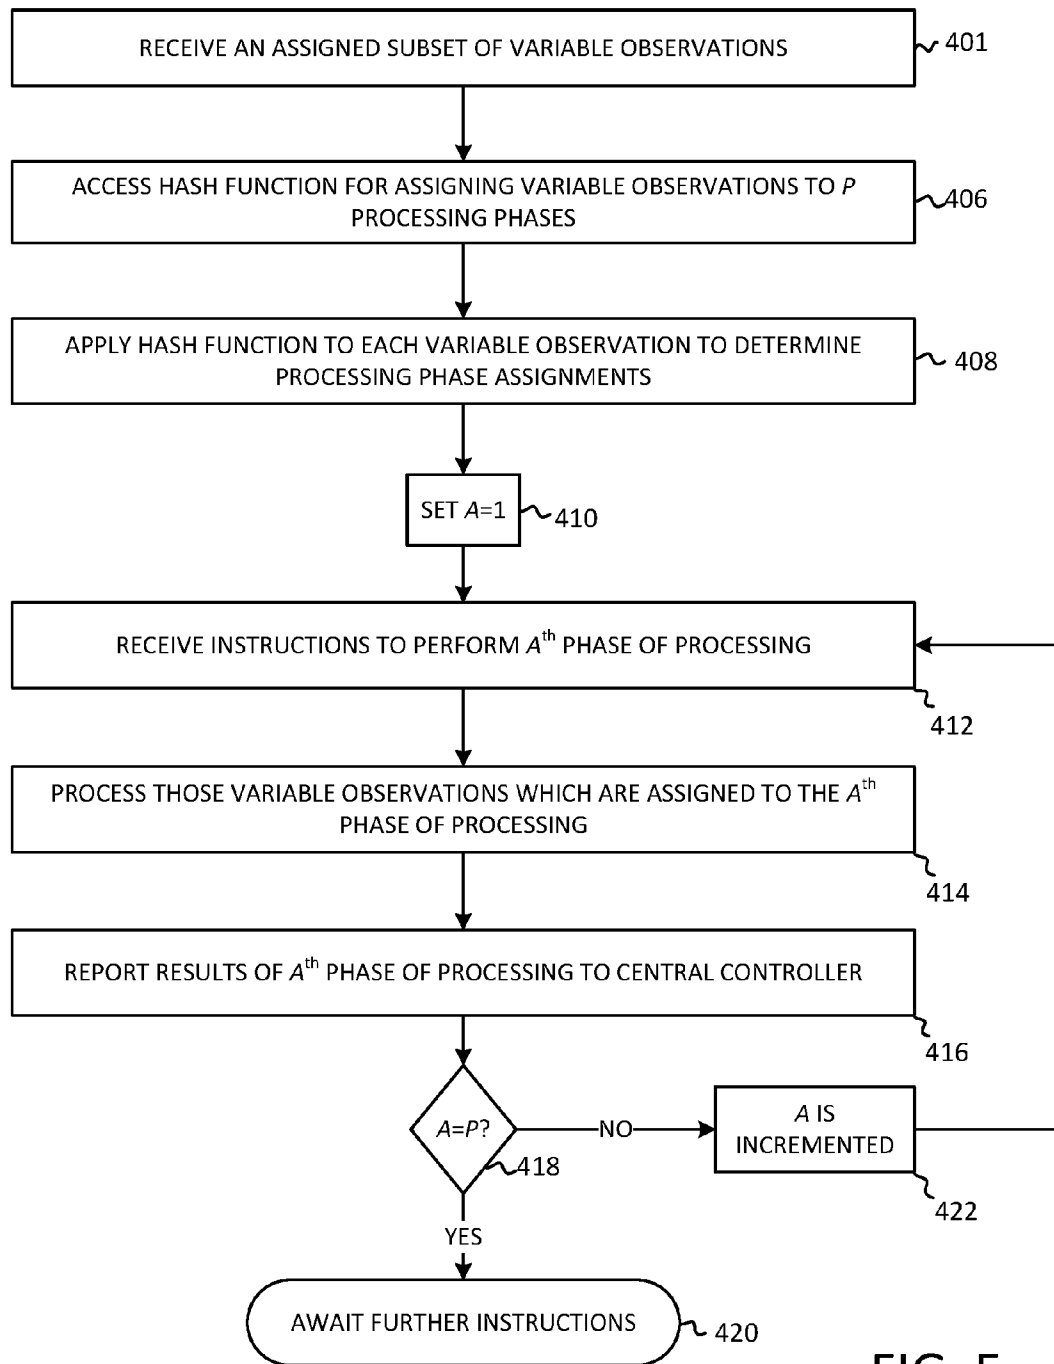 RECEIVE AN ASSIGNED SUBSET OF VARIABLE OBSERVATIONS
401
ACCESS HASH FUNCTION FOR ASSIGNING VARIABLE OBSERVATIONS TO P
PROCESSING PHASES
406
APPLY HASH FUNCTION TO EACH VARIABLE OBSERVATION TO DETERMINE
PROCESSING PHASE ASSIGNMENTS
408
SET A=1
410
RECEIVE INSTRUCTIONS TO PERFORM Ath PHASE OF PROCESSING
412
PROCESS THOSE VARIABLE OBSERVATIONS WHICH ARE ASSIGNED TO THE Ath
PHASE OF PROCESSING
414
REPORT RESULTS OF Ath PHASE OF PROCESSING TO CENTRAL CONTROLLER
416
A=P?
418
NO
A IS
INCREMENTED
422
YES
AWAIT FURTHER INSTRUCTIONS
420